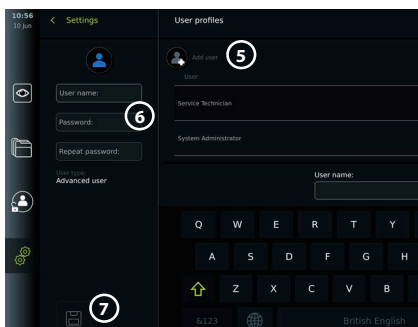 10:56
10 Jun
Settings
User profiles
Add user
5
User
User name:
Service Technician
Password:
6
System Administrator
Repeat password:
User type:
Advanced user
User name:
Q W E R T Y
A S D F G H
Z X C V B
7
&123
British English